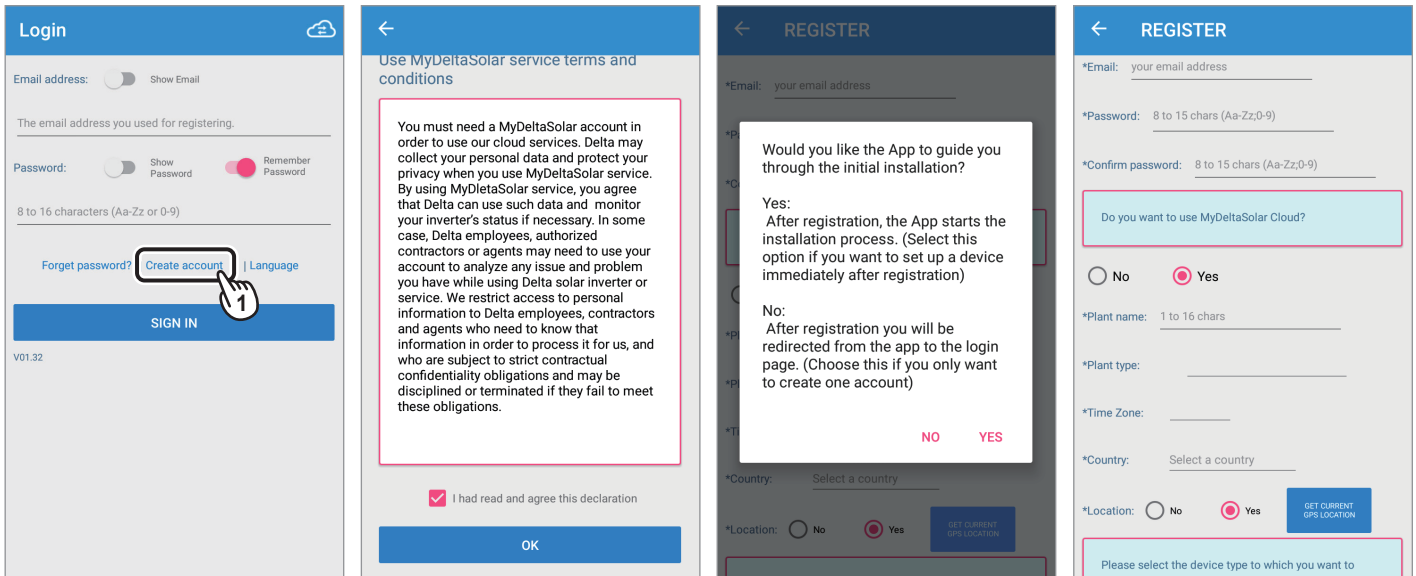 Login
Email address:
Show Email
The email address you used for registering.
Password:
Show
Password
Remember
Password
8 to 16 characters (Aa-Zz or 0-9)
Forget password? Create account | Language
1
SIGN IN
V01.32
Use MyDeltaSolar service terms and
conditions
You must need a MyDeltaSolar account in
order to use our cloud services. Delta may
collect your personal data and protect your
privacy when you use MyDeltaSolar service.
By using MyDletaSolar service, you agree
that Delta can use such data and monitor
your inverter's status if necessary. In some
case, Delta employees, authorized
contractors or agents may need to use your
account to analyze any issue and problem
you have while using Delta solar inverter or
service. We restrict access to personal
information to Delta employees, contractors
and agents who need to know that
information in order to process it for us, and
who are subject to strict contractual
confidentiality obligations and may be
disciplined or terminated if they fail to meet
these obligations.
I had read and agree this declaration
OK
REGISTER
*Email: your email address
Would you like the App to guide you
through the initial installation?
Yes:
After registration, the App starts the
installation process. (Select this
option if you want to set up a device
immediately after registration)
No:
After registration you will be
redirected from the app to the login
page. (Choose this if you only want
to create one account)
NO YES
*Country: Select a country
*Location: No Yes
GET CURRENT
GPS LOCATION
REGISTER
*Email: your email address
*Password: 8 to 15 chars (Aa-Zz;0-9)
*Confirm password: 8 to 15 chars (Aa-Zz;0-9)
Do you want to use MyDeltaSolar Cloud?
No Yes
*Plant name: 1 to 16 chars
*Plant type:
*Time Zone:
*Country: Select a country
*Location: No Yes
GET CURRENT
GPS LOCATION
Please select the device type to which you want to